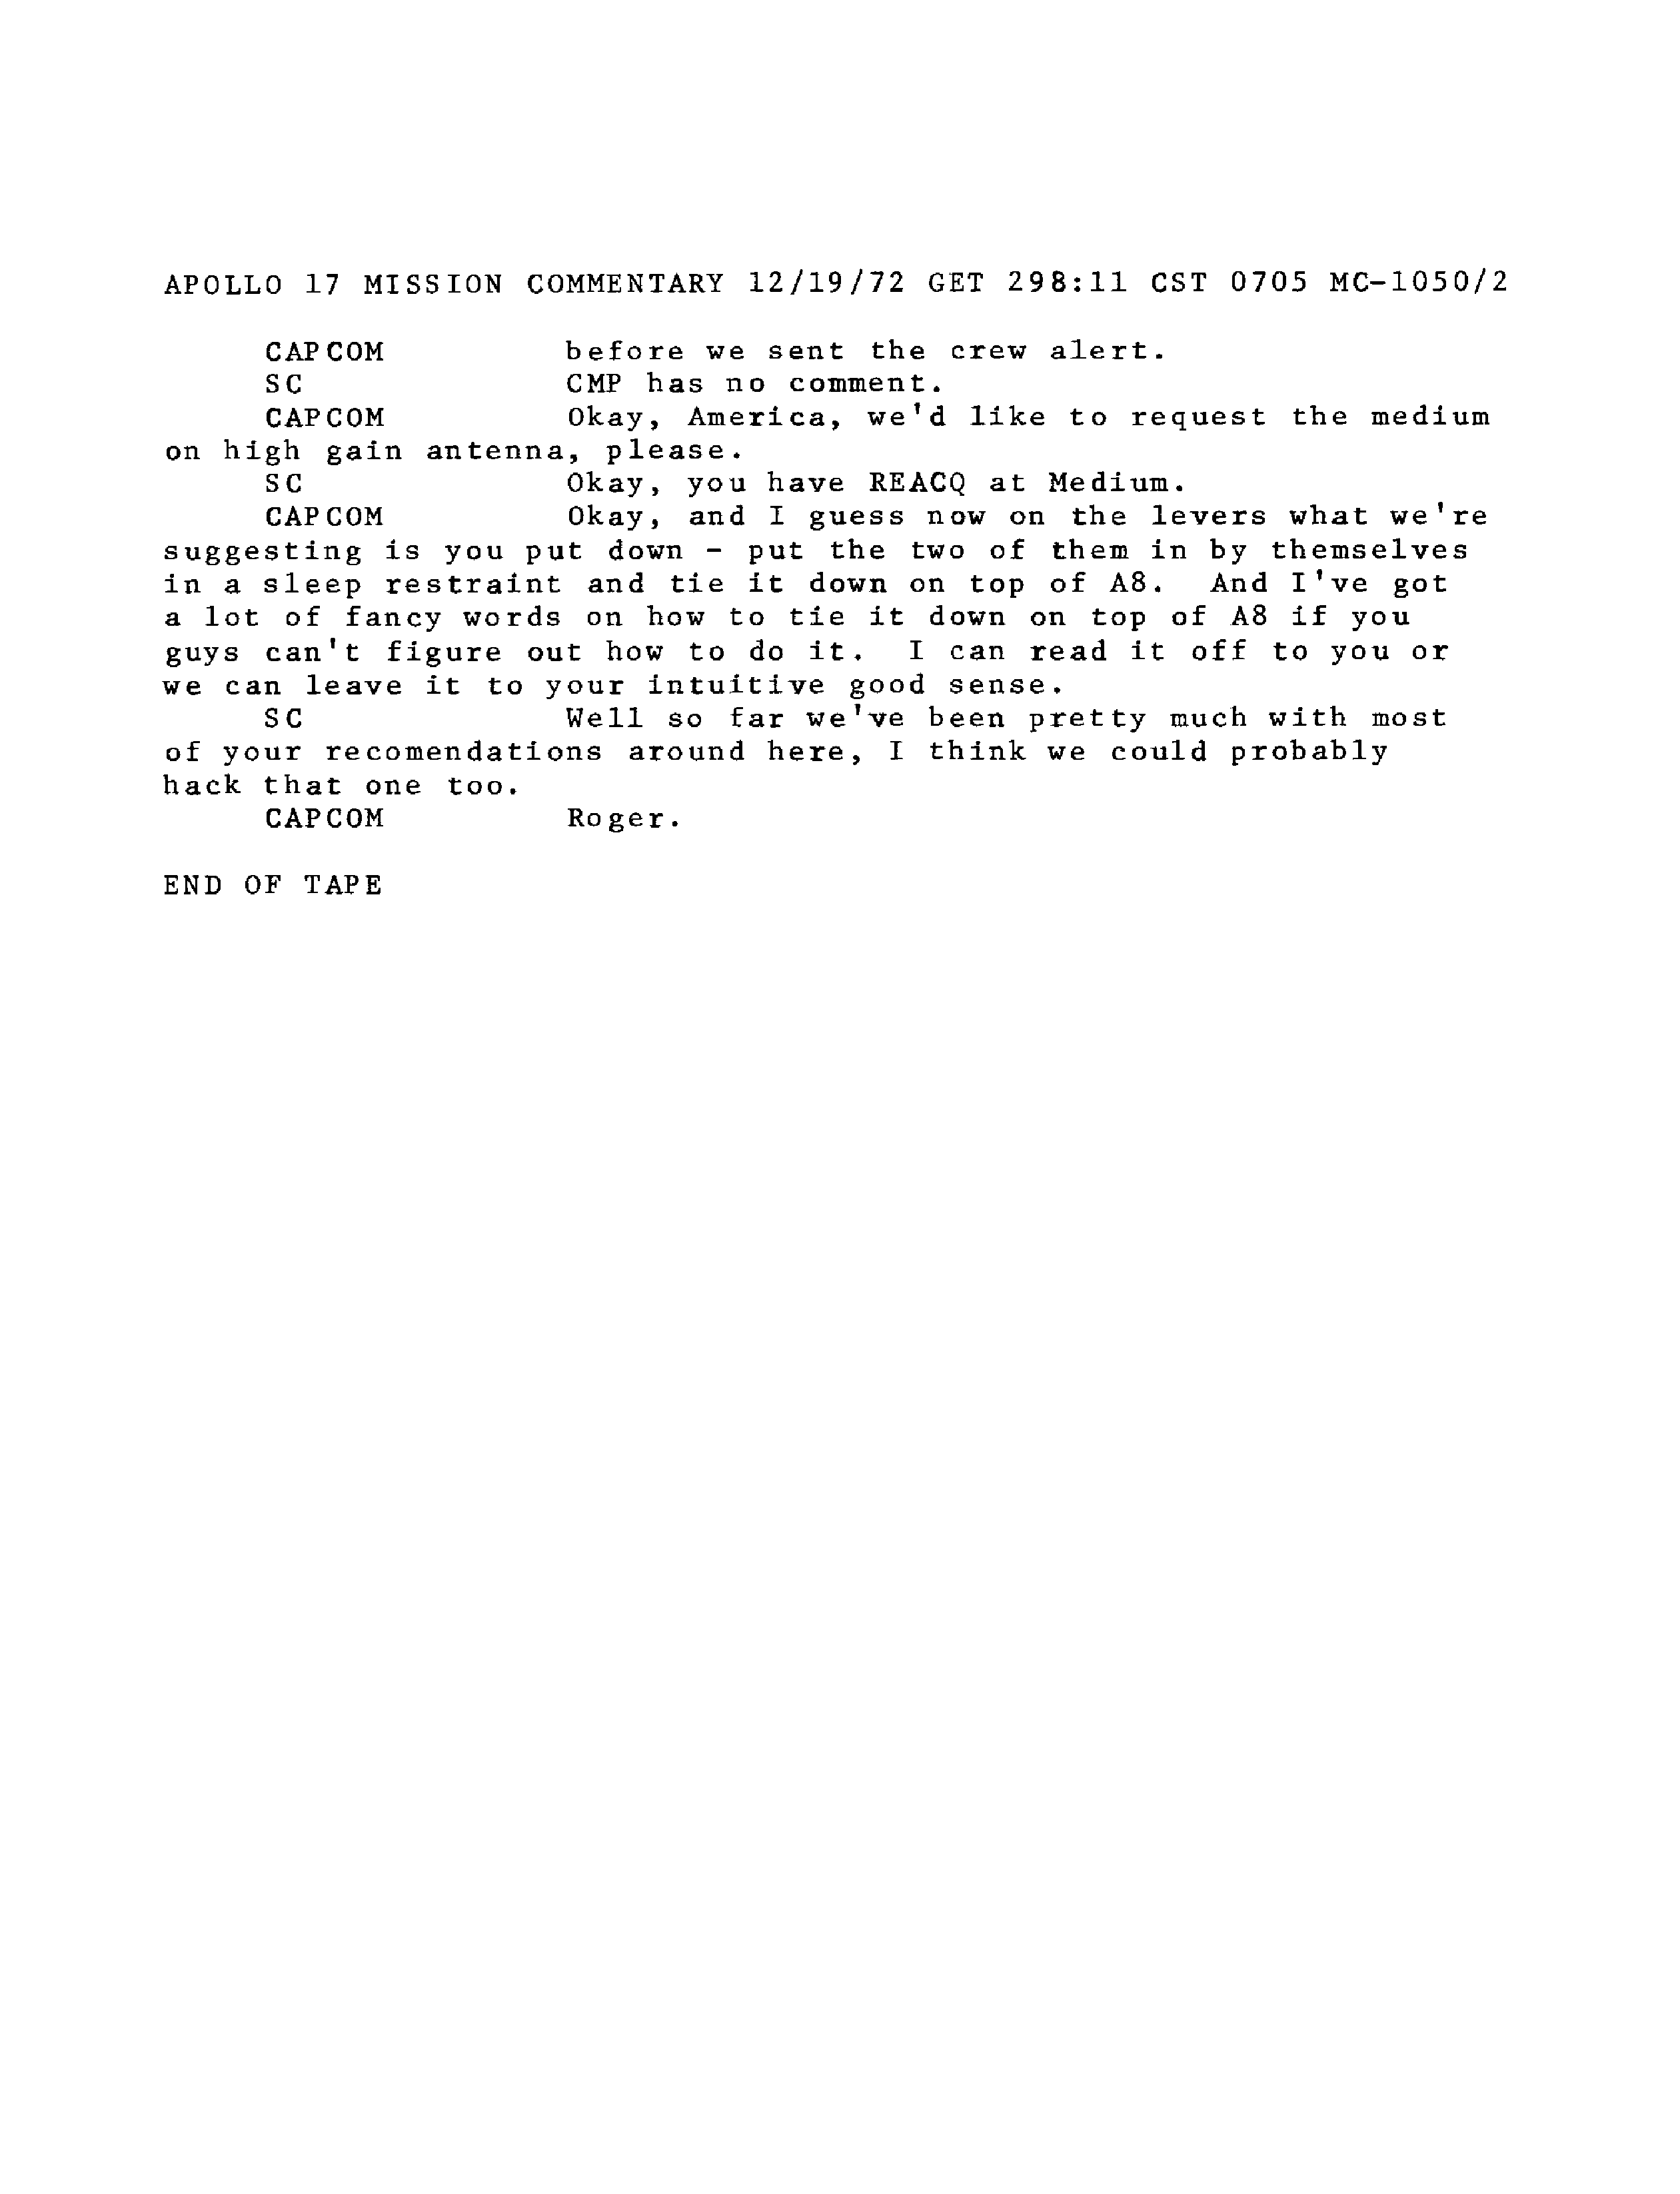 APOLLO 17 MISSION COMMENTARY 12/19/72 GET 298:11 CST 0705 MC-1050/2
CAPCOM before we sent the crew alert.
SC CMP has no comment.
CAPCOM Okay, America, we'd like to request the medium
on high gain antenna, please.
SC Okay, you have REACQ at Medium.
CAPCOM Okay, and I guess now on the levers what we're
suggesting is you put down - put the two of them in by themselves
in a sleep restraint and tie it down on top of A8. And I've got
a lot of fancy words on how to tie it down on top of A8 if you
guys can't figure out how to do it. I can read it off to you or
we can leave it to your intuitive good sense.
SC Well so far we've been pretty much with most
of your recomendations around here, I think we could probably
hack that one too.
CAPCOM Roger.
END OF TAPE